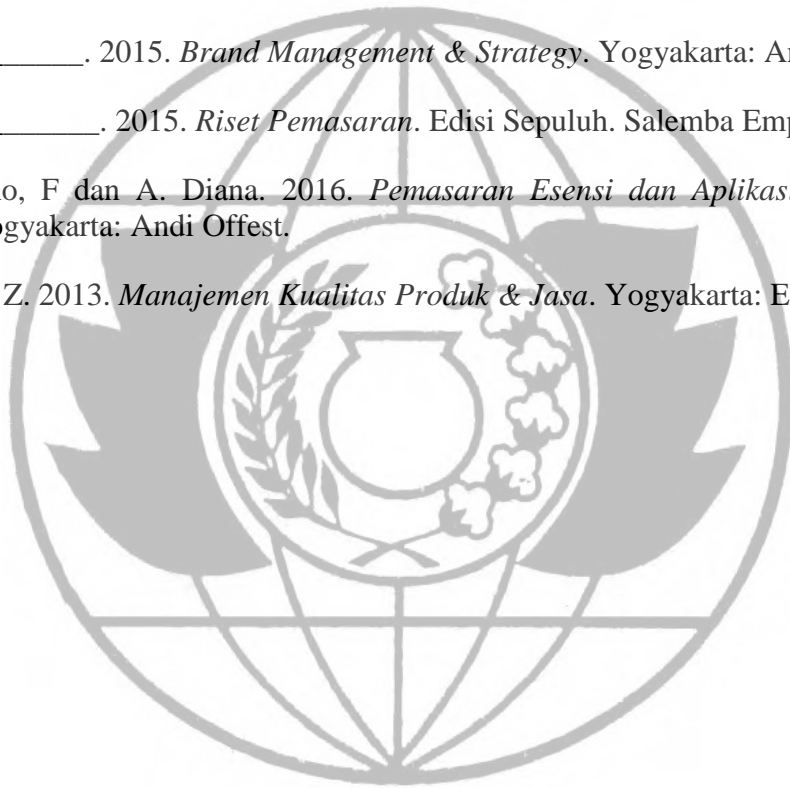 ______. 2015. Brand Management & Strategy. Yogyakarta: A
______. 2015. Riset Pemasaran. Edisi Sepuluh. Salemba Emp
o, F dan A. Diana. 2016. Pemasaran Esensi dan Aplikas
ogyakarta: Andi Offest.
Z. 2013. Manajemen Kualitas Produk & Jasa. Yogyakarta: E